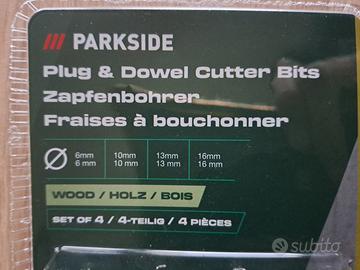 /// PARKSIDE
Plug & Dowel Cutter Bits
Zapfenbohrer
Fraises à bouchonner
Ø 6mm 10mm 13mm 16mm
6 mm 10 mm 13 mm 16 mm
WOOD / HOLZ / BOIS
SET OF 4 / 4-TEILIG / 4 PIÈCES
subito